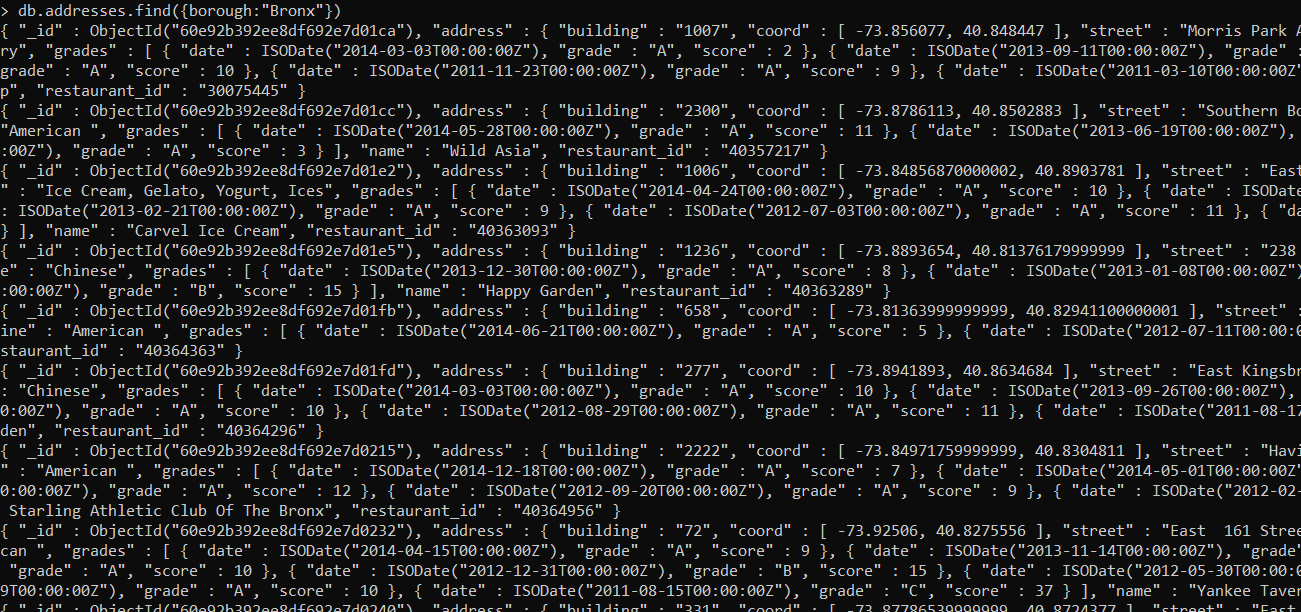 > db.addresses.find({borough:"Bronx"})
{ "_id" : ObjectId("60e92b392ee8df692e7d01ca"), "address" : { "building" : "1007", "coord" : [ -73.856077, 40.848447 ], "street" : "Morris Park A
ry", "grades" : [ { "date" : ISODate("2014-03-03T00:00:00Z"), "grade" : "A", "score" : 2 }, { "date" : ISODate("2013-09-11T00:00:00Z"), "grade" :
grade" : "A", "score" : 10 }, { "date" : ISODate("2011-11-23T00:00:00Z"), "grade" : "A", "score" : 9 }, { "date" : ISODate("2011-03-10T00:00:00Z"
p", "restaurant_id" : "30075445" }
{ "_id" : ObjectId("60e92b392ee8df692e7d01cc"), "address" : { "building" : "2300", "coord" : [ -73.8786113, 40.8502883 ], "street" : "Southern Bo
"American ", "grades" : [ { "date" : ISODate("2014-05-28T00:00:00Z"), "grade" : "A", "score" : 11 }, { "date" : ISODate("2013-06-19T00:00:00Z"),
:00Z"), "grade" : "A", "score" : 3 } ], "name" : "Wild Asia", "restaurant_id" : "40357217" }
{ "_id" : ObjectId("60e92b392ee8df692e7d01e2"), "address" : { "building" : "1006", "coord" : [ -73.84856870000002, 40.8903781 ], "street" : "East
" : "Ice Cream, Gelato, Yogurt, Ices", "grades" : [ { "date" : ISODate("2014-04-24T00:00:00Z"), "grade" : "A", "score" : 10 }, { "date" : ISODate
: ISODate("2013-02-21T00:00:00Z"), "grade" : "A", "score" : 9 }, { "date" : ISODate("2012-07-03T00:00:00Z"), "grade" : "A", "score" : 11 }, { "da
} ], "name" : "Carvel Ice Cream", "restaurant_id" : "40363093" }
{ "_id" : ObjectId("60e92b392ee8df692e7d01e5"), "address" : { "building" : "1236", "coord" : [ -73.8893654, 40.81376179999999 ], "street" : "238
e" : "Chinese", "grades" : [ { "date" : ISODate("2013-12-30T00:00:00Z"), "grade" : "A", "score" : 8 }, { "date" : ISODate("2013-01-08T00:00:00Z")
:00:00Z"), "grade" : "B", "score" : 15 } ], "name" : "Happy Garden", "restaurant_id" : "40363289" }
{ "_id" : ObjectId("60e92b392ee8df692e7d01fb"), "address" : { "building" : "658", "coord" : [ -73.81363999999999, 40.82941100000001 ], "street" :
ine" : "American ", "grades" : [ { "date" : ISODate("2014-06-21T00:00:00Z"), "grade" : "A", "score" : 5 }, { "date" : ISODate("2012-07-11T00:00:0
staurant_id" : "40364363" }
{ "_id" : ObjectId("60e92b392ee8df692e7d01fd"), "address" : { "building" : "277", "coord" : [ -73.8941893, 40.8634684 ], "street" : "East Kingsbr
: "Chinese", "grades" : [ { "date" : ISODate("2014-03-03T00:00:00Z"), "grade" : "A", "score" : 10 }, { "date" : ISODate("2013-09-26T00:00:00Z"),
0:00Z"), "grade" : "A", "score" : 10 }, { "date" : ISODate("2012-08-29T00:00:00Z"), "grade" : "A", "score" : 11 }, { "date" : ISODate("2011-08-17
den", "restaurant_id" : "40364296" }
{ "_id" : ObjectId("60e92b392ee8df692e7d0215"), "address" : { "building" : "2222", "coord" : [ -73.84971759999999, 40.8304811 ], "street" : "Havi
" : "American ", "grades" : [ { "date" : ISODate("2014-12-18T00:00:00Z"), "grade" : "A", "score" : 7 }, { "date" : ISODate("2014-05-01T00:00:00Z"
0:00:00Z"), "grade" : "A", "score" : 12 }, { "date" : ISODate("2012-09-20T00:00:00Z"), "grade" : "A", "score" : 9 }, { "date" : ISODate("2012-02-
Starling Athletic Club Of The Bronx", "restaurant_id" : "40364956" }
{ "_id" : ObjectId("60e92b392ee8df692e7d0232"), "address" : { "building" : "72", "coord" : [ -73.92506, 40.8275556 ], "street" : "East  161 Stree
can ", "grades" : [ { "date" : ISODate("2014-04-15T00:00:00Z"), "grade" : "A", "score" : 9 }, { "date" : ISODate("2013-11-14T00:00:00Z"), "grade"
"grade" : "A", "score" : 10 }, { "date" : ISODate("2012-12-31T00:00:00Z"), "grade" : "B", "score" : 15 }, { "date" : ISODate("2012-05-30T00:00:00
9T00:00:00Z"), "grade" : "A", "score" : 10 }, { "date" : ISODate("2011-08-15T00:00:00Z"), "grade" : "C", "score" : 37 } ], "name" : "Yankee Taver
{ "_id" : ObjectId("60e92b392ee8df692e7d0240"), "address" : { "building" : "331", "coord" : [ -73.87786539999999, 40.8724377 ], "street" : "East